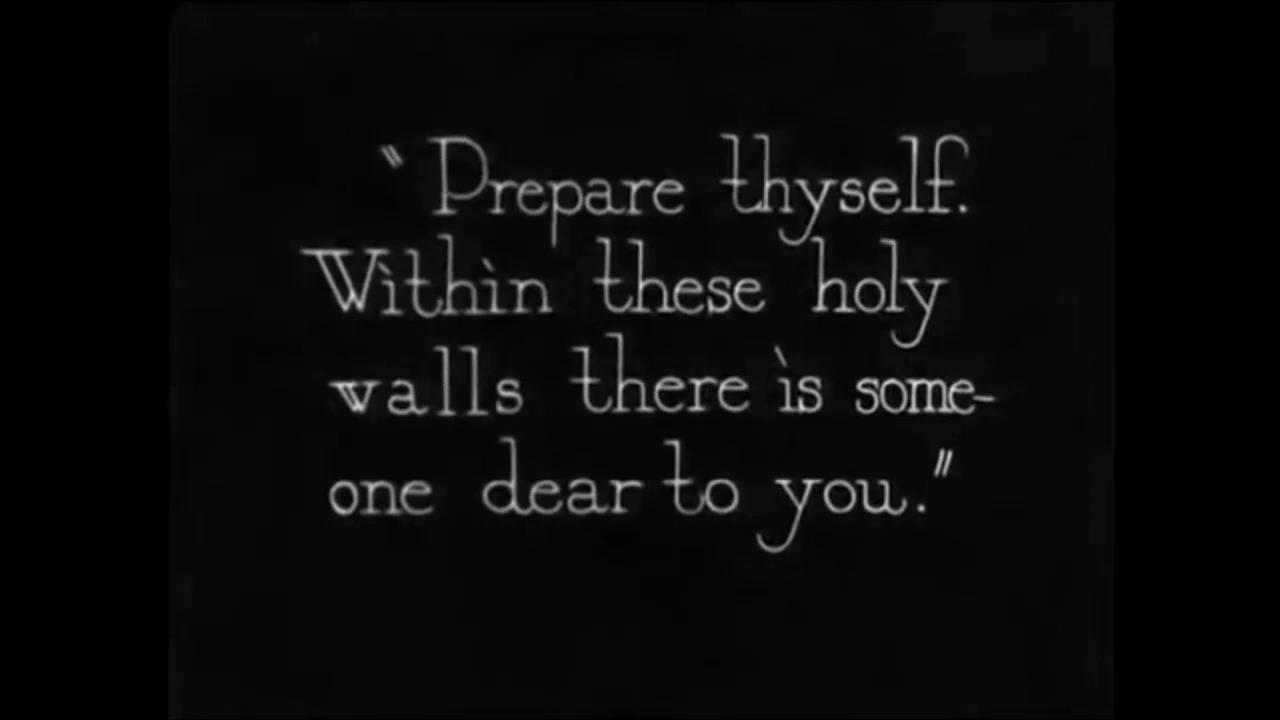 "Prepare thyself.
Within these holy
walls there is some-
one dear to you."